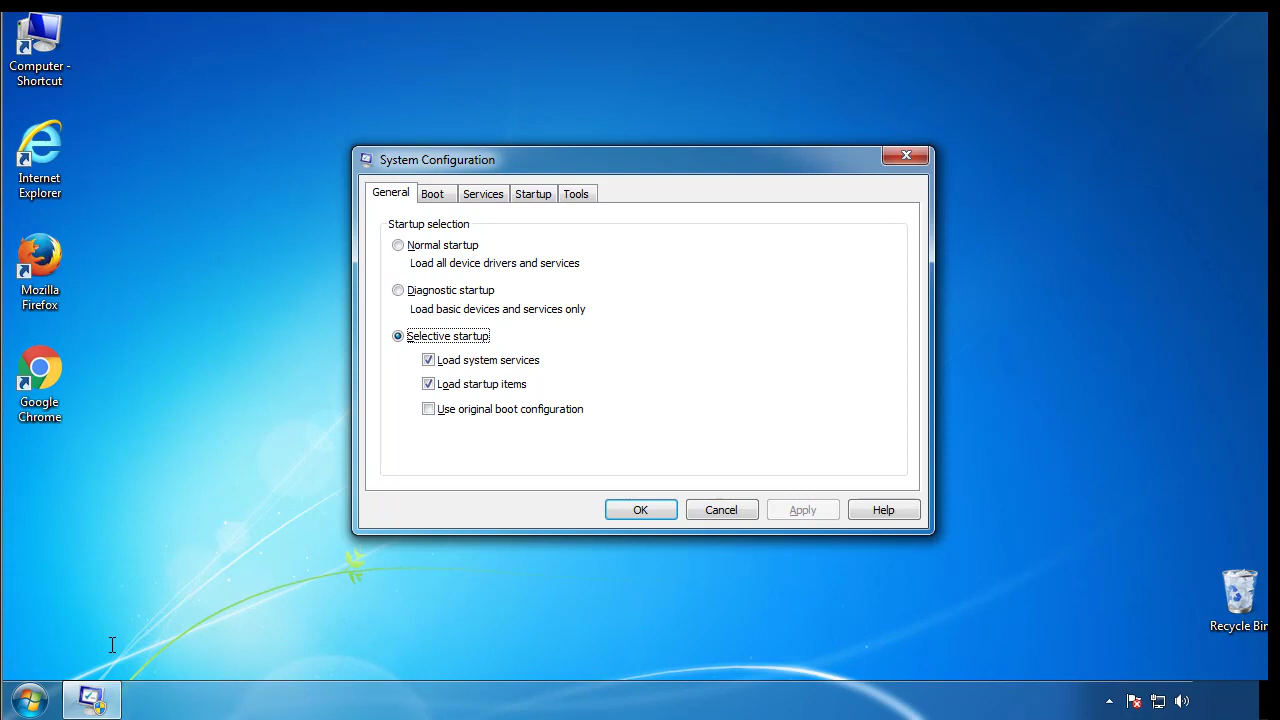 Computer -
Shortcut
Internet
Explorer
Mozilla
Firefox
Google
Chrome
System Configuration
General
Boot
Services
Startup
Tools
Startup selection
Normal startup
Load all device drivers and services
Diagnostic startup
Load basic devices and services only
Selective startup
Load system services
Load startup items
Use original boot configuration
OK
Cancel
Apply
Help
Recycle Bin